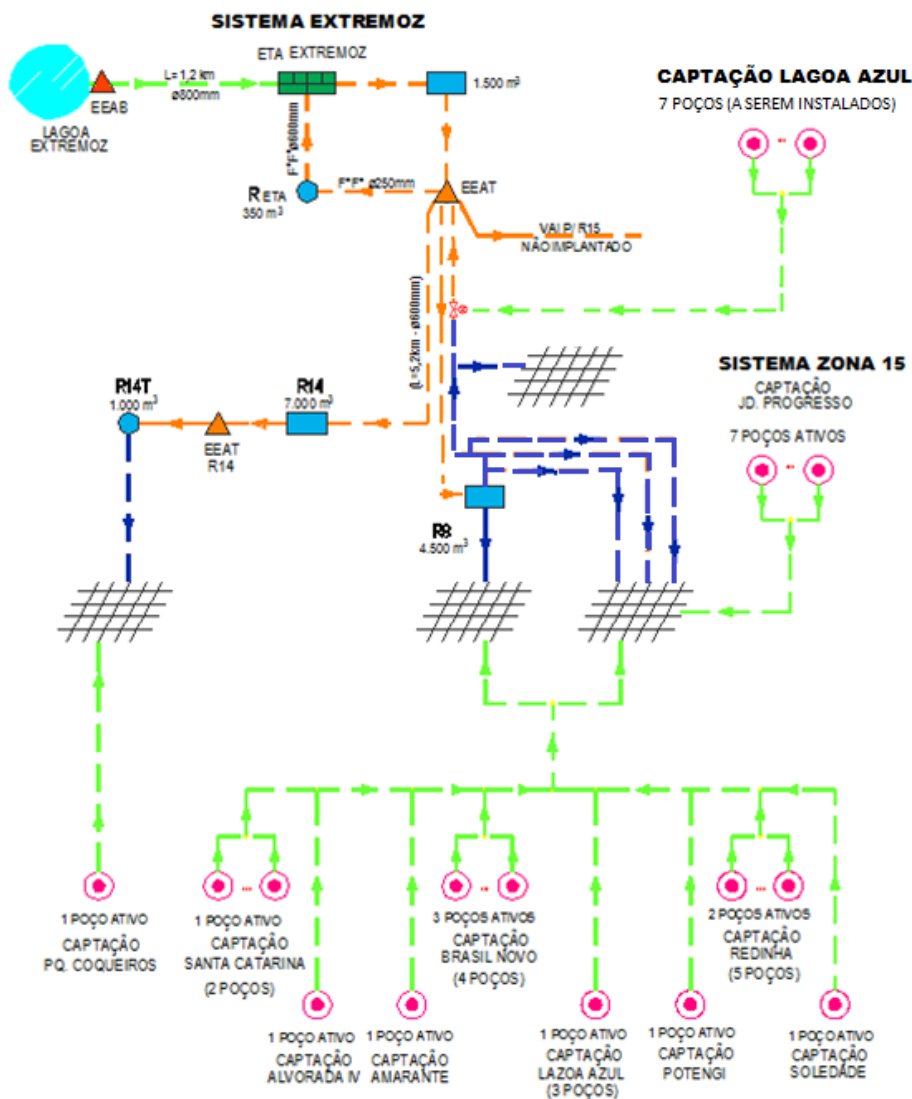 SISTEMA EXTREMOZ
ETA EXTREMOZ
L=1,2 km
ø800mm
EEAB
LAGOA
EXTREMOZ
1.500 m³
F°F° ø600mm
F°F° ø250mm
R ETA
350 m³
EEAT
VAI P/ R15
NÃO IMPLANTADO
CAPTAÇÃO LAGOA AZUL
7 POÇOS (A SEREM INSTALADOS)
(L=5,2km - ø600mm)
R14T
1.000 m³
R14
7.000 m³
EEAT
R14
R8
4.500 m³
SISTEMA ZONA 15
CAPTAÇÃO
JD. PROGRESSO
7 POÇOS ATIVOS
1 POÇO ATIVO
CAPTAÇÃO
PQ. COQUEIROS
1 POÇO ATIVO
CAPTAÇÃO
SANTA CATARINA
(2 POÇOS)
3 POÇOS ATIVOS
CAPTAÇÃO
BRASIL NOVO
(4 POÇOS)
2 POÇOS ATIVOS
CAPTAÇÃO
REDINHA
(5 POÇOS)
1 POÇO ATIVO
CAPTAÇÃO
ALVORADA IV
1 POÇO ATIVO
CAPTAÇÃO
AMARANTE
1 POÇO ATIVO
CAPTAÇÃO
LAZOA AZUL
(3 POÇOS)
1 POÇO ATIVO
CAPTAÇÃO
POTENGI
1 POÇO ATIVO
CAPTAÇÃO
SOLEDADE